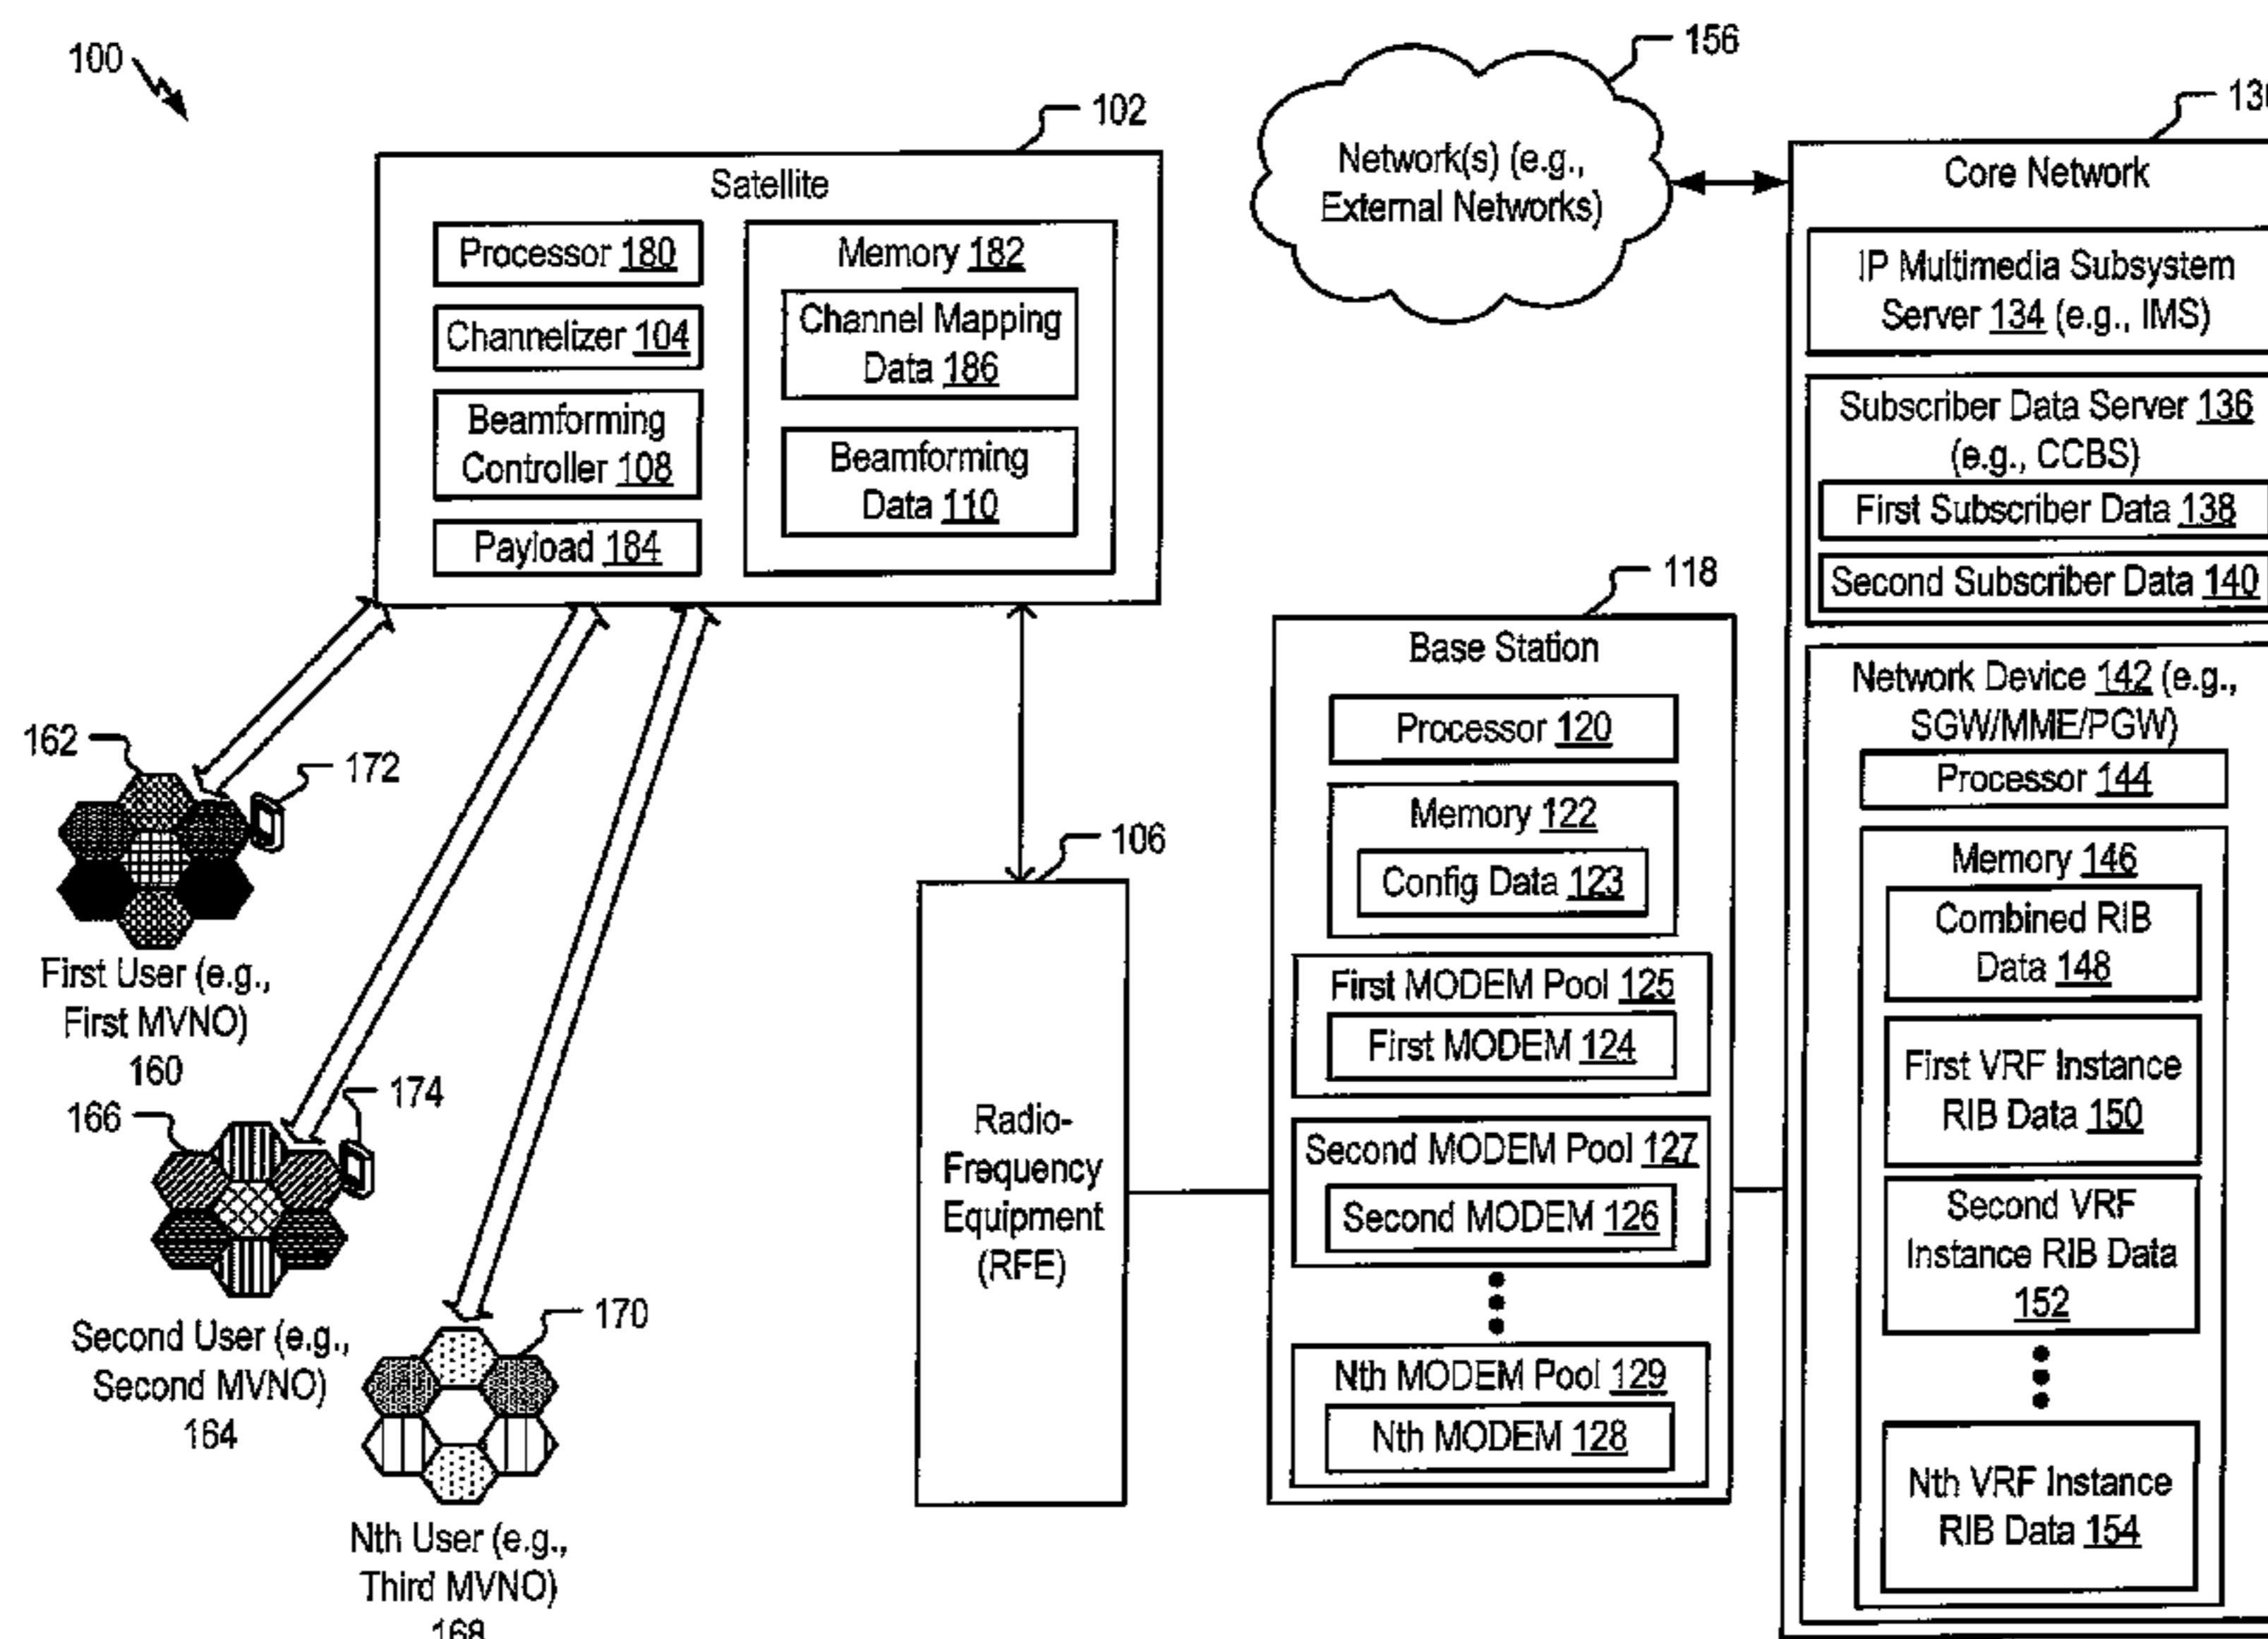 100
102
Satellite
Processor 180
Channelizer 104
Beamforming
Controller 108
Payload 184
Memory 182
Channel Mapping
Data 186
Beamforming
Data 110
156
Network(s) (e.g.,
External Networks)
Core Network
IP Multimedia Subsystem
Server 134 (e.g., IMS)
Subscriber Data Server 136
(e.g., CCBS)
First Subscriber Data 138
Second Subscriber Data 140
Network Device 142 (e.g.,
SGW/MME/PGW)
Processor 144
Memory 146
Combined RIB
Data 148
First VRF Instance
RIB Data 150
Second VRF
Instance RIB Data
152
Nth VRF Instance
RIB Data 154
118
Base Station
Processor 120
Memory 122
Config Data 123
First MODEM Pool 125
First MODEM 124
Second MODEM Pool 127
Second MODEM 126
Nth MODEM Pool 129
Nth MODEM 128
106
Radio-
Frequency
Equipment
(RFE)
162
172
First User (e.g.,
First MVNO)
160
166
174
Second User (e.g.,
Second MVNO)
164
170
Nth User (e.g.,
Third MVNO)
168